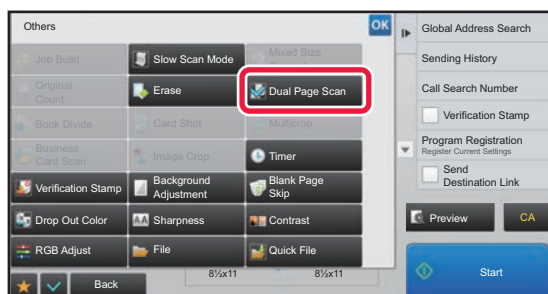 Others
OK
Job Build
Slow Scan Mode
Mixed Size
Original
Count
Erase
Dual Page Scan
Book Divide
Card Shot
Multicrop
Business
Card Scan
Image Crop
Timer
Verification Stamp
Background
Adjustment
Blank Page
Skip
Drop Out Color
AA Sharpness
Contrast
RGB Adjust
File
Quick File
Back
8½x11
8½x11
Global Address Search
Sending History
Call Search Number
Verification Stamp
Program Registration
Register Current Settings
Send
Destination Link
Preview
CA
Start